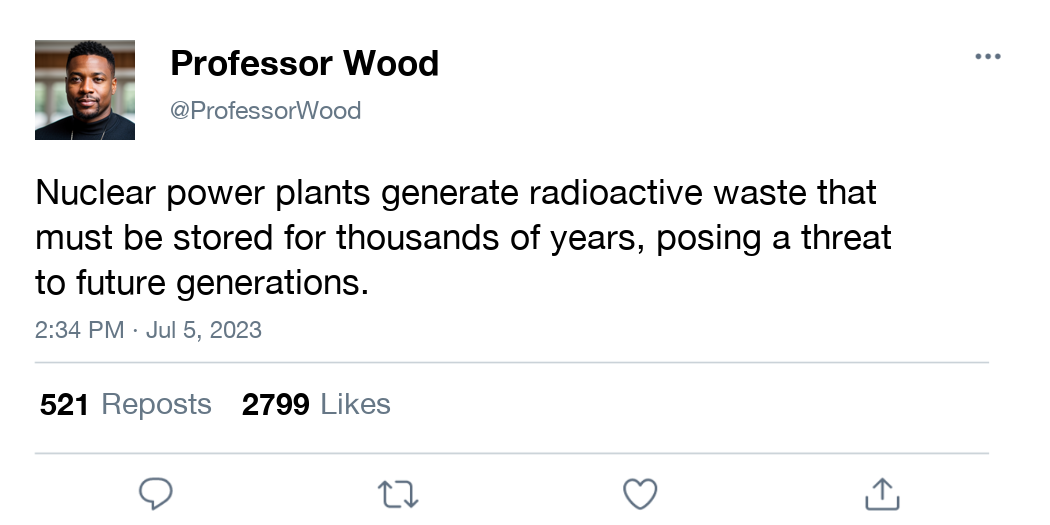 Professor Wood
@ProfessorWood
Nuclear power plants generate radioactive waste that
must be stored for thousands of years, posing a threat
to future generations.
2:34 PM · Jul 5, 2023
521 Reposts 2799 Likes